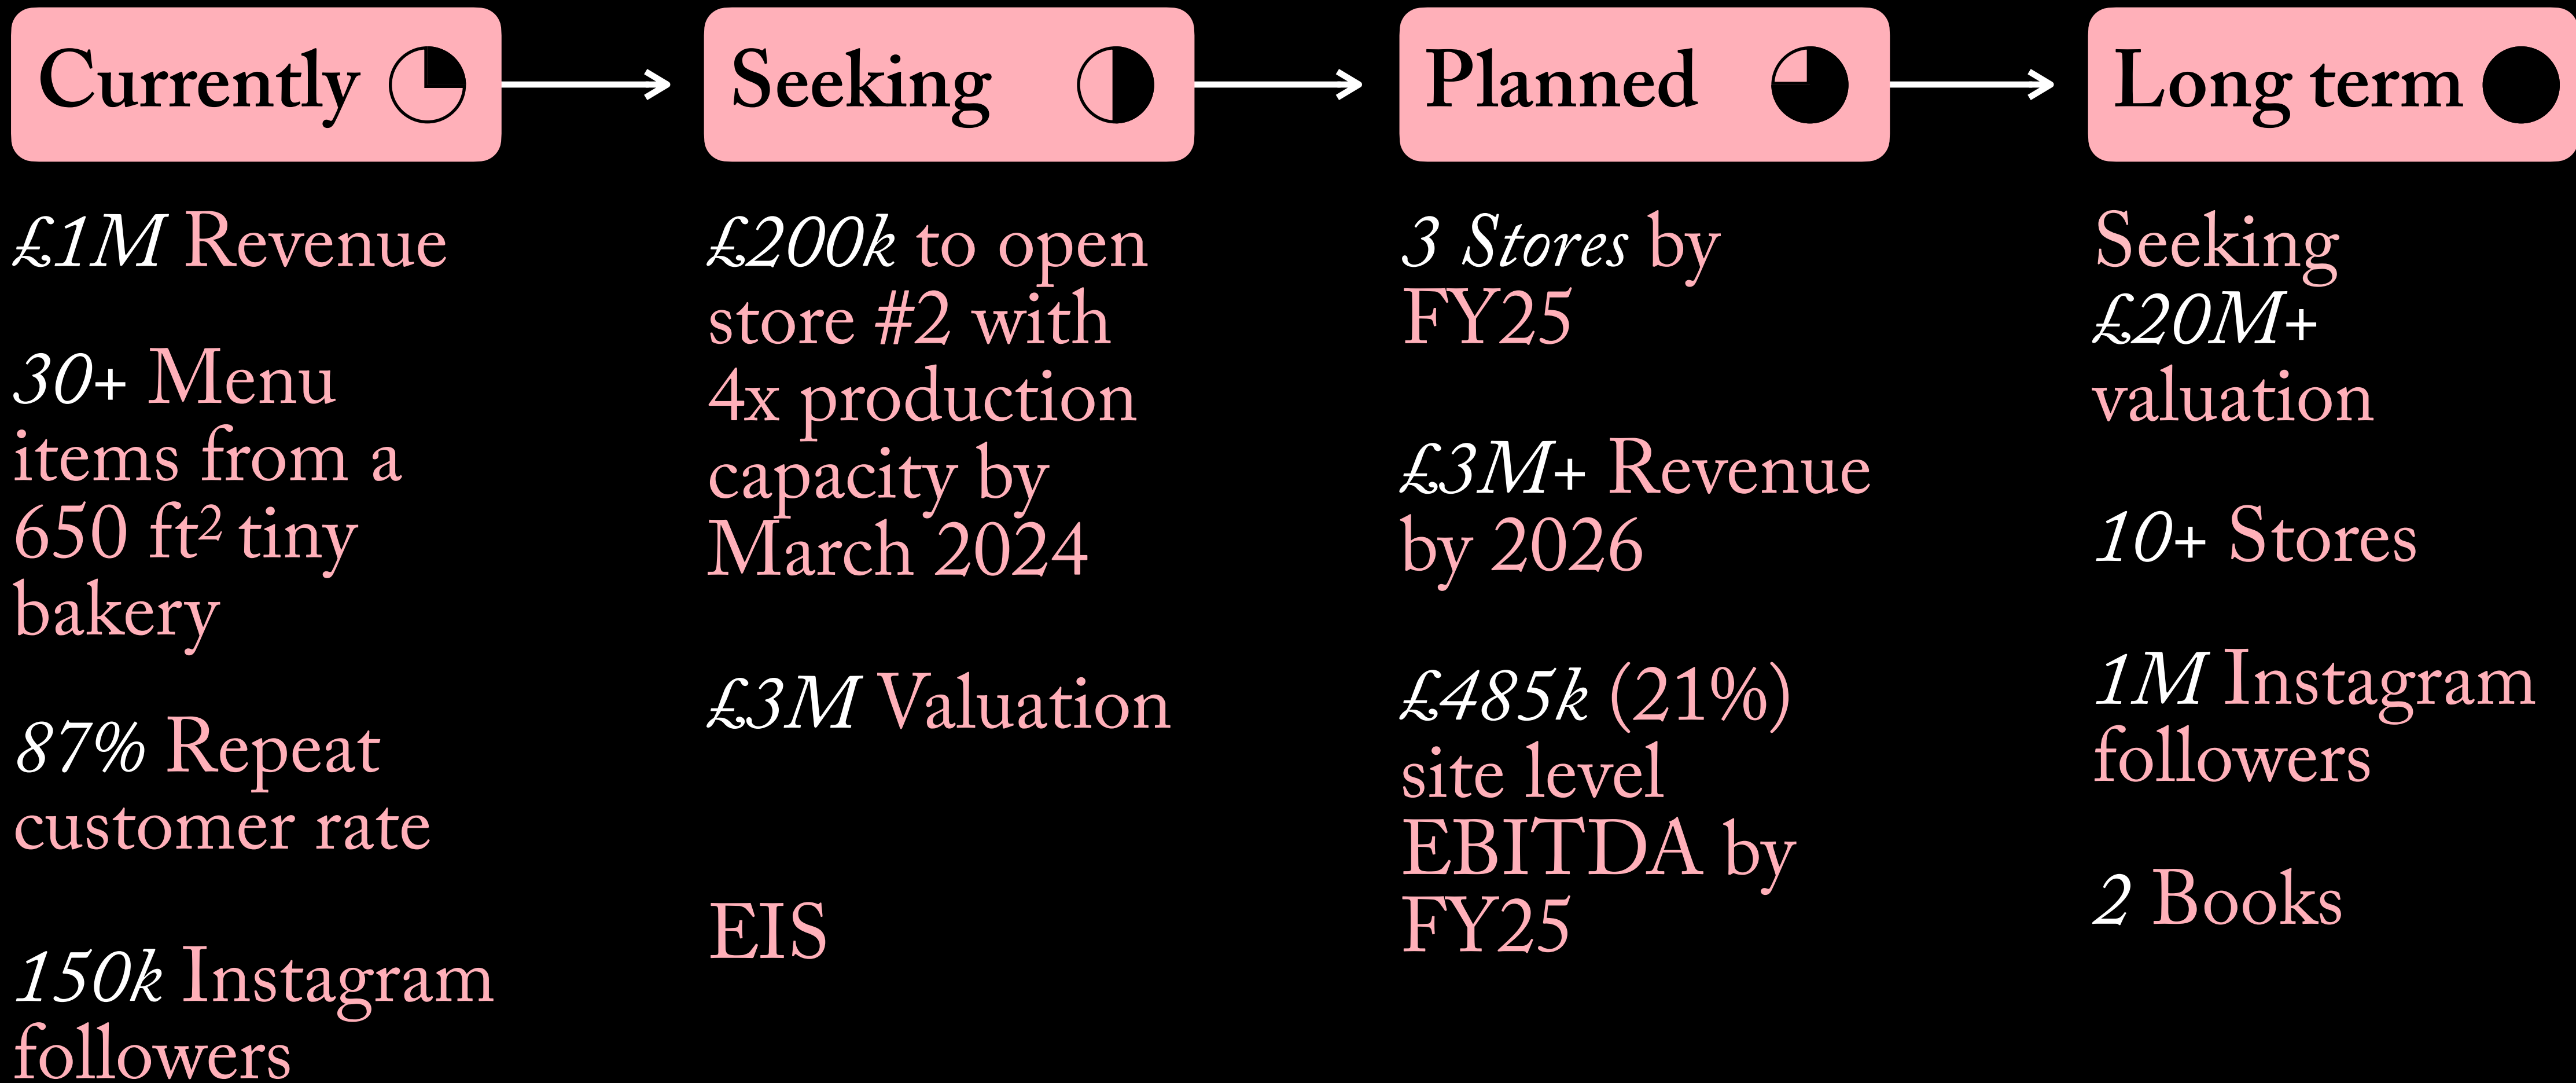 Currently
£1M Revenue
30+ Menu
items from a
650 ft² tiny
bakery
87% Repeat
customer rate
150k Instagram
followers
Seeking
£200k to open
store #2 with
4x production
capacity by
March 2024
£3M Valuation
EIS
Planned
3 Stores by
FY25
£3M+ Revenue
by 2026
£485k (21%)
site level
EBITDA by
FY25
Long term
Seeking
£20M+
valuation
10+ Stores
1M Instagram
followers
2 Books